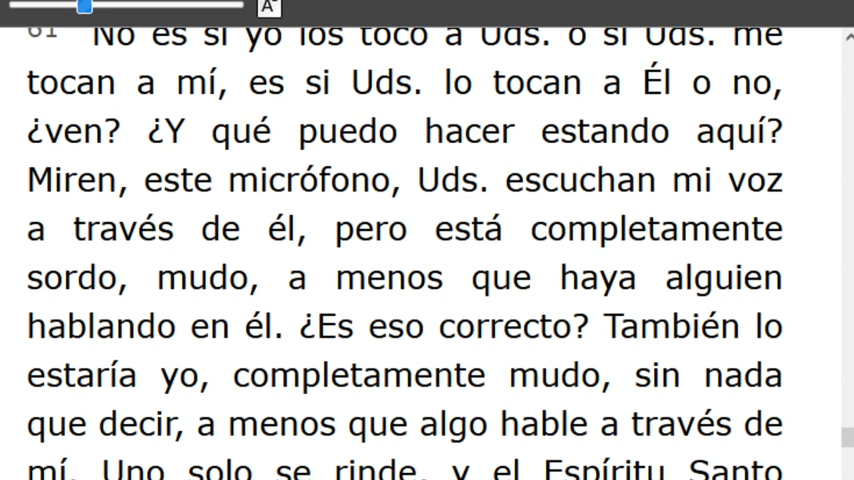 A
61 No es si yo los toco a Uds. o si Uds. me
tocan a mí, es si Uds. lo tocan a Él o no,
¿ven? ¿Y qué puedo hacer estando aquí?
Miren, este micrófono, Uds. escuchan mi voz
a través de él, pero está completamente
sordo, mudo, a menos que haya alguien
hablando en él. ¿Es eso correcto? También lo
estaría yo, completamente mudo, sin nada
que decir, a menos que algo hable a través de
mí. Uno solo se rinde, y el Espíritu Santo